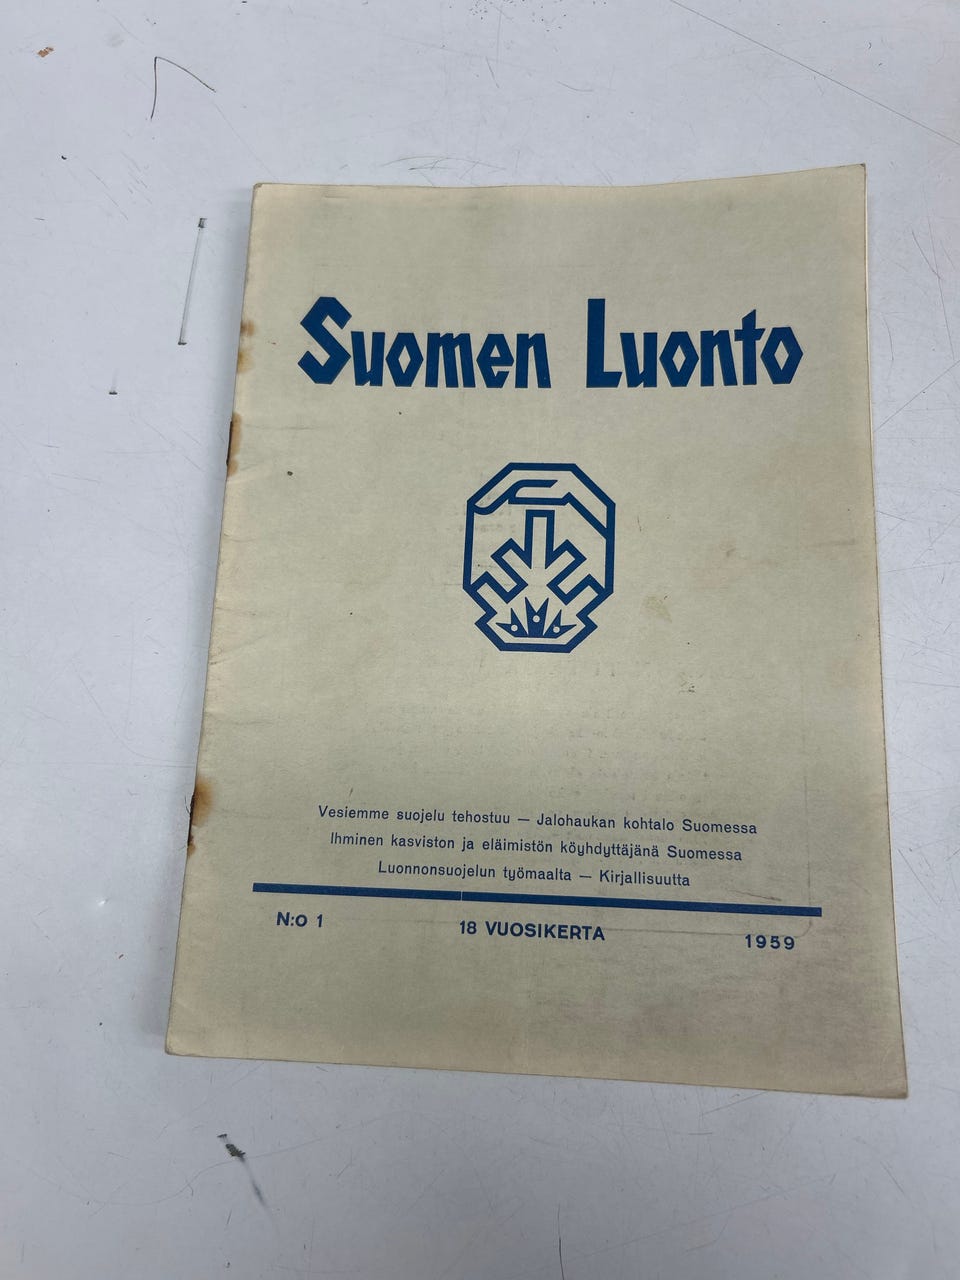 Suomen Luonto
Vesiemme suojelu tehostuu — Jalohaukan kohtalo Suomessa
Ihminen kasviston ja eläimistön köyhdyttäjänä Suomessa
Luonnonsuojelun työmaalta — Kirjallisuutta
N:o 1 18 VUOSIKERTA 1959